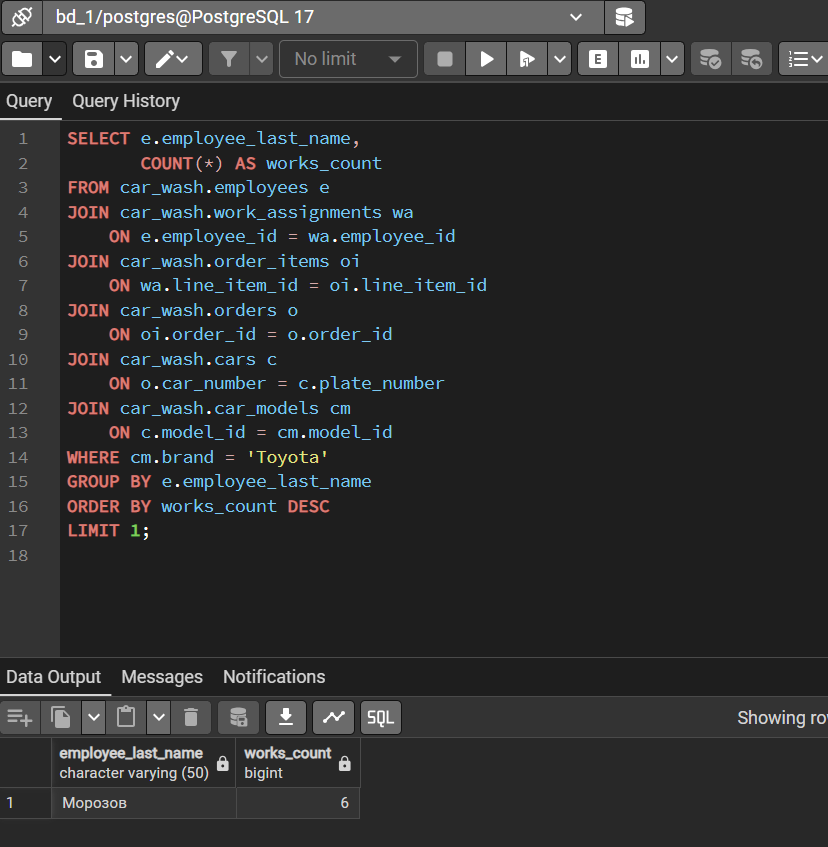 bd_1/postgres@PostgreSQL 17
No limit
E
Query Query History
1 SELECT e.employee_last_name,
2 COUNT(*) AS works_count
3 FROM car_wash.employees e
4 JOIN car_wash.work_assignments wa
5 ON e.employee_id = wa.employee_id
6 JOIN car_wash.order_items oi
7 ON wa.line_item_id = oi.line_item_id
8 JOIN car_wash.orders o
9 ON oi.order_id = o.order_id
10 JOIN car_wash.cars c
11 ON o.car_number = c.plate_number
12 JOIN car_wash.car_models cm
13 ON c.model_id = cm.model_id
14 WHERE cm.brand = 'Toyota'
15 GROUP BY e.employee_last_name
16 ORDER BY works_count DESC
17 LIMIT 1;
18
Data Output Messages Notifications
SQL Showing ro
employee_last_name works_count
character varying (50) bigint
1 Морозов 6